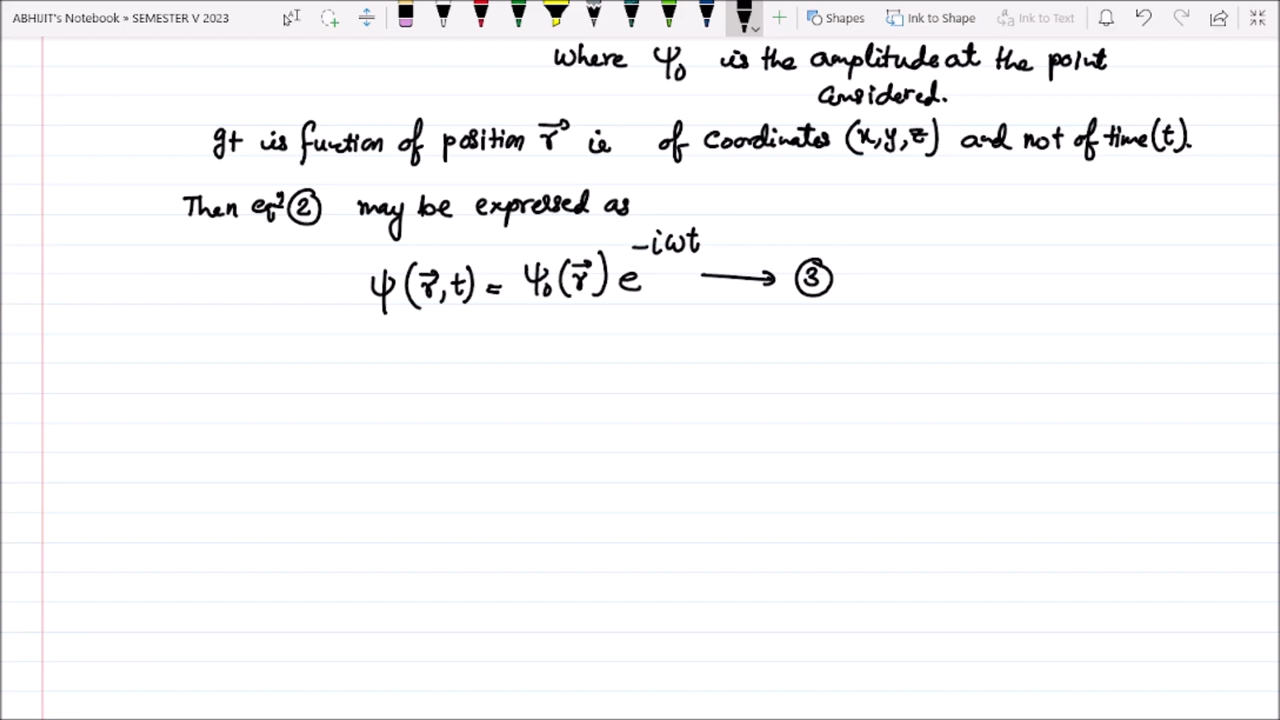 ABHIJIT's Notebook » SEMESTER V 2023 Shapes Ink to Shape Ink to Text
where Ψ₀ is the amplitude at the point
considered.
It is function of position r⃗ ie of coordinates (x,y,z) and not of time(t).
Then eqⁿ ② may be expressed as
ψ(r⃗,t) = ψ₀(r⃗) e^{-iωt} ⟶ ③